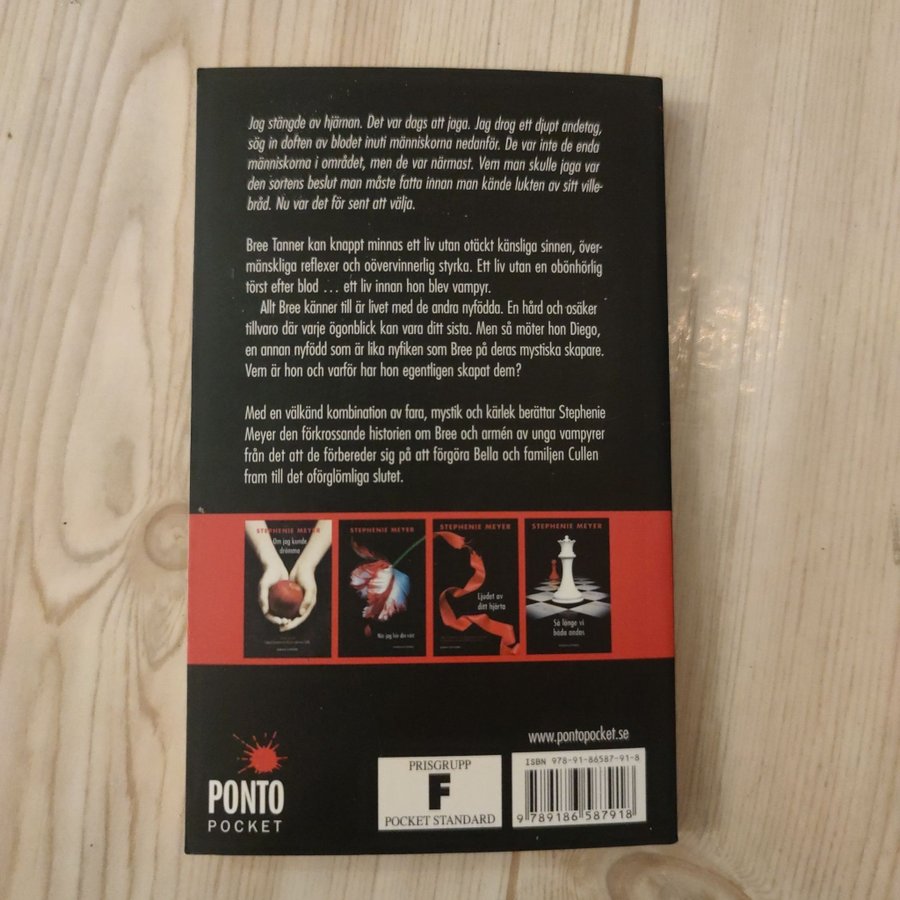 Jag stängde av hjärnan. Det var dags att jaga. Jag drog ett djupt andetag,
sög in doften av blodet inuti människorna nedanför. De var inte de enda
människorna i området, men de var närmast. Vem man skulle jaga var
den sortens beslut man måste fatta innan man kände lukten av sitt ville-
bråd. Nu var det för sent att välja.
Bree Tanner kan knappt minnas ett liv utan otäckt känsliga sinnen, över-
mänskliga reflexer och oövervinnerlig styrka. Ett liv utan en obönhörlig
törst efter blod ... ett liv innan hon blev vampyr.
Allt Bree känner till är livet med de andra nyfödda. En hård och osäker
tillvaro där varje ögonblick kan vara ditt sista. Men så möter hon Diego,
en annan nyfödd som är lika nyfiken som Bree på deras mystiska skapare.
Vem är hon och varför har hon egentligen skapat dem?
Med en välkänd kombination av fara, mystik och kärlek berättar Stephenie
Meyer den förkrossande historien om Bree och armén av unga vampyrer
från det att de förbereder sig på att förgöra Bella och familjen Cullen
fram till det oförglömliga slutet.
STEPHENIE MEYER
Om jag kunde
drömma
STEPHENIE MEYER
När jag hör din röst
STEPHENIE MEYER
Ljudet av
ditt hjärta
STEPHENIE MEYER
Så länge vi
båda andas
www.pontopocket.se
PONTO
POCKET
PRISGRUPP
F
POCKET STANDARD
ISBN 978-91-86587-91-8
9 789186 587918